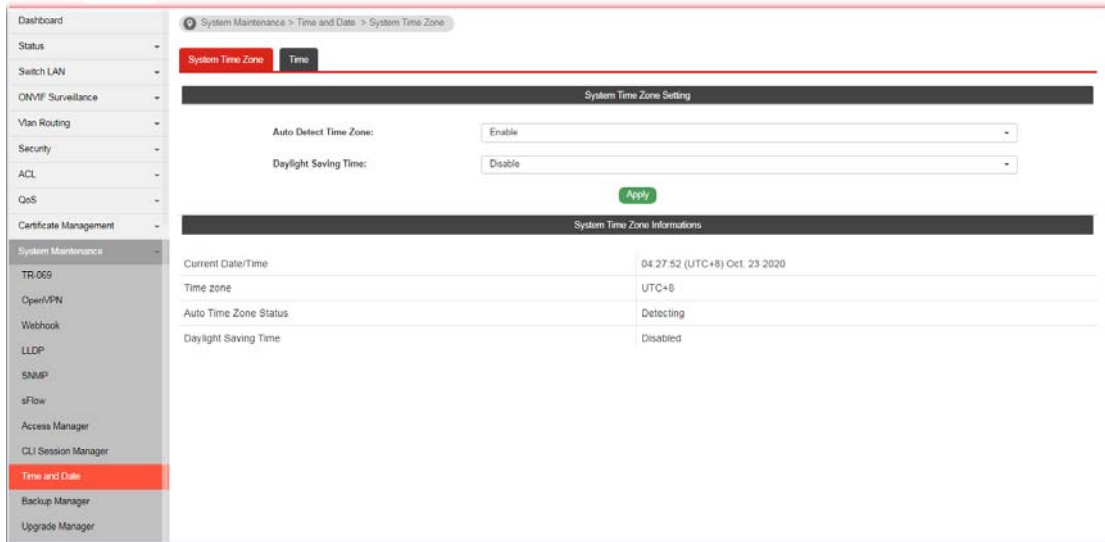 Dashboard
Status
Switch LAN
ONVIF Surveillance
Vlan Routing
Security
ACL
QoS
Certificate Management
System Maintenance
TR-069
OpenVPN
Webhook
LLDP
SNMP
sFlow
Access Manager
CLI Session Manager
Time and Date
Backup Manager
Upgrade Manager
System Maintenance > Time and Date > System Time Zone
System Time Zone
Time
System Time Zone Setting
Auto Detect Time Zone: Enable
Daylight Saving Time: Disable
Apply
System Time Zone Informations
Current Date/Time 04:27:52 (UTC+8) Oct. 23 2020
Time zone UTC+8
Auto Time Zone Status Detecting
Daylight Saving Time Disabled